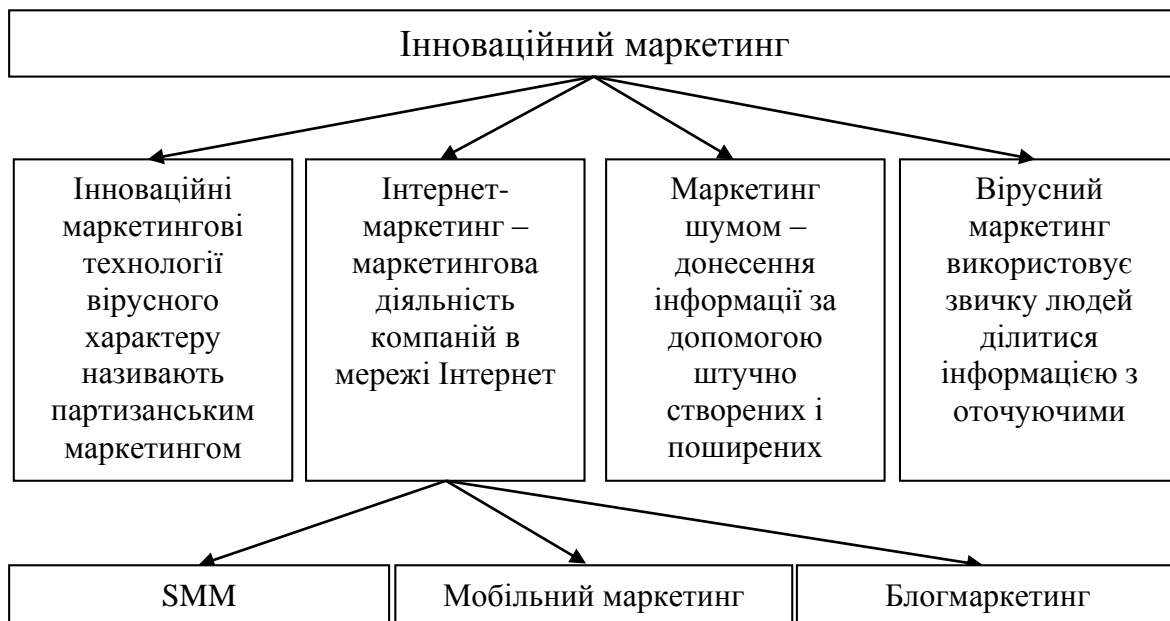 Інноваційний маркетинг
Інноваційні
маркетингові
технології
вірусного
характеру
називають
партизанським
маркетингом
Інтернет-
маркетинг –
маркетингова
діяльність
компаній в
мережі Інтернет
Маркетинг
шумом –
донесення
інформації за
допомогою
штучно
створених і
поширених
Вірусний
маркетинг
використовує
звичку людей
ділитися
інформацією з
оточуючими
SMM
Мобільний маркетинг
Блогмаркетинг